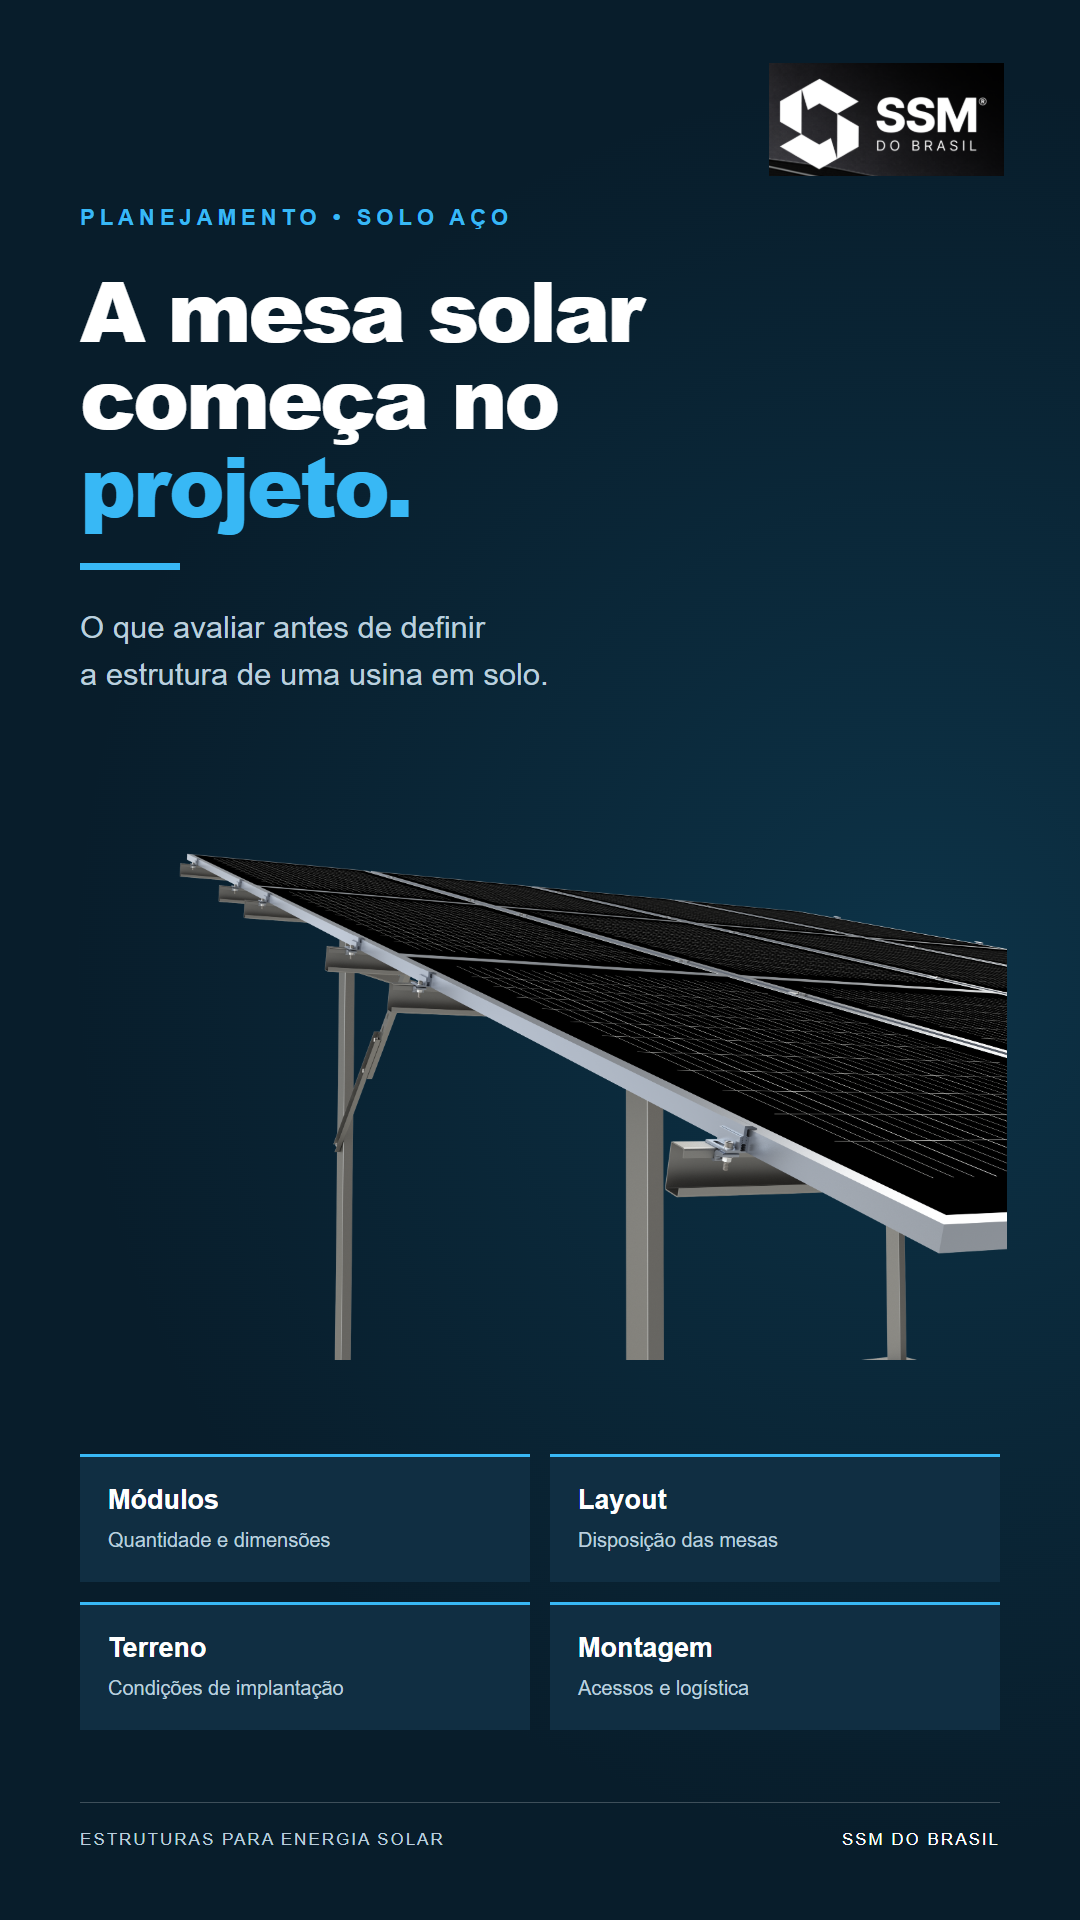 SSM®
DO BRASIL
PLANEJAMENTO • SOLO AÇO
A mesa solar
começa no
projeto.
O que avaliar antes de definir
a estrutura de uma usina em solo.
Módulos
Quantidade e dimensões
Layout
Disposição das mesas
Terreno
Condições de implantação
Montagem
Acessos e logística
ESTRUTURAS PARA ENERGIA SOLAR
SSM DO BRASIL